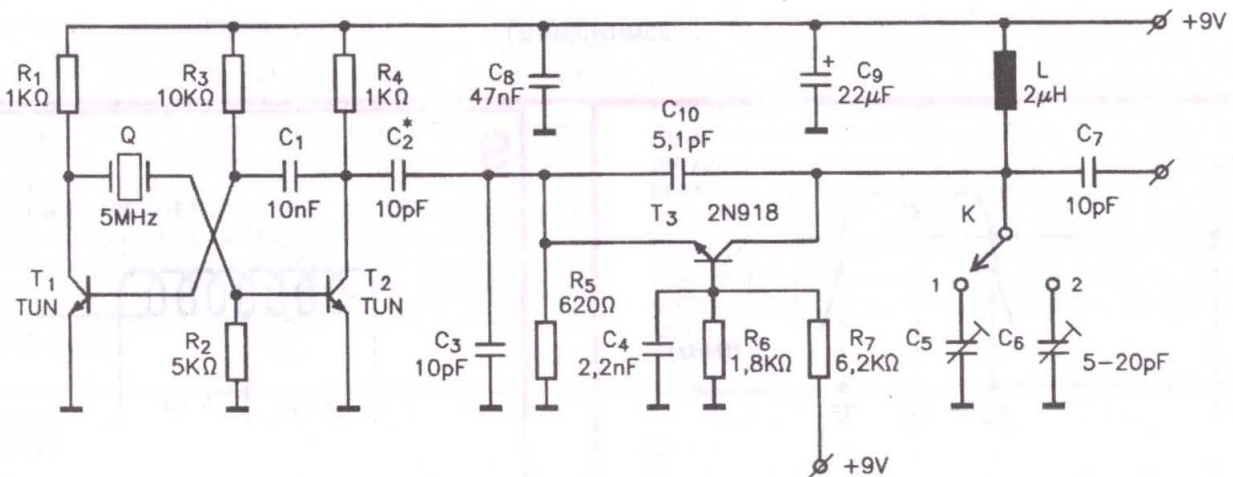 +9V
R1
1KΩ
R3
10KΩ
R4
1KΩ
C8
47nF
C9
+
22μF
L
2μH
Q
5MHz
C1
10nF
C2*
10pF
C10
5,1pF
C7
10pF
T3
2N918
K
T1
TUN
T2
TUN
R2
5KΩ
R5
620Ω
C3
10pF
C4
2,2nF
R6
1,8KΩ
R7
6,2KΩ
1
2
C5
C6
5-20pF
+9V